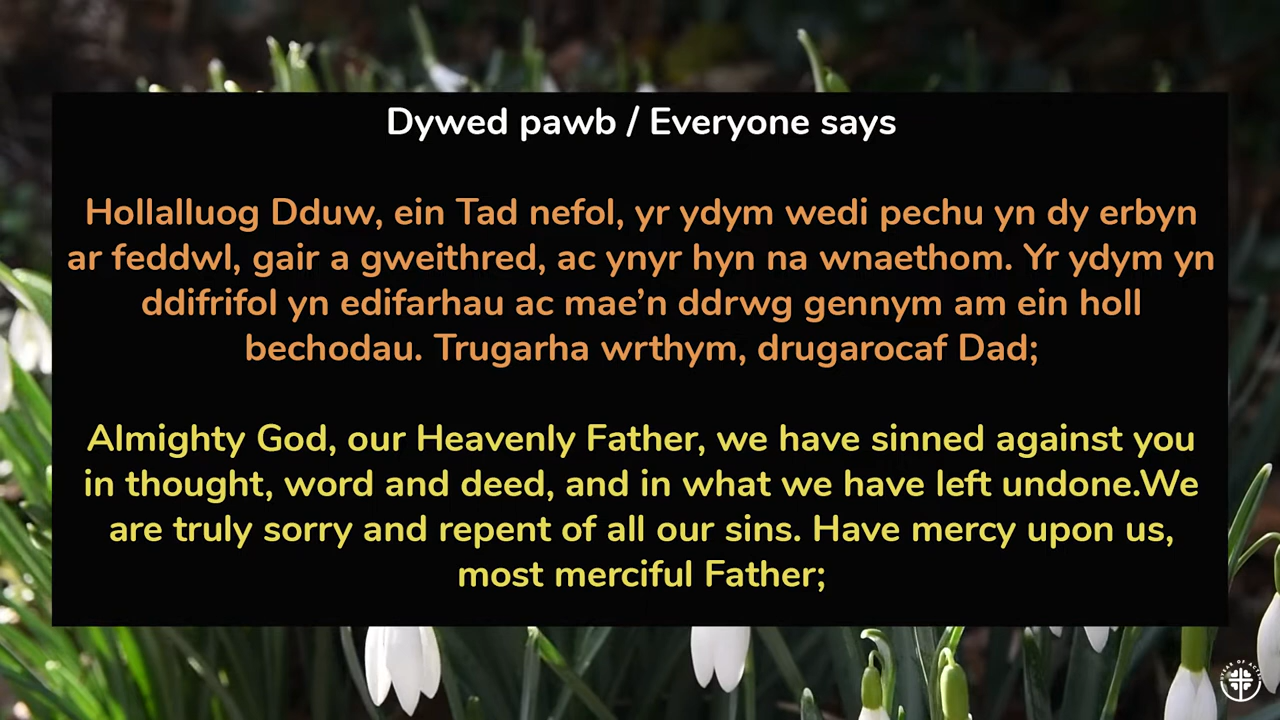 Dywed pawb / Everyone says
Hollalluog Dduw, ein Tad nefol, yr ydym wedi pechu yn dy erbyn
ar feddwl, gair a gweithred, ac ynyr hyn na wnaethom. Yr ydym yn
ddifrifol yn edifarhau ac mae’n ddrwg gennym am ein holl
bechodau. Trugarha wrthym, drugarocaf Dad;
Almighty God, our Heavenly Father, we have sinned against you
in thought, word and deed, and in what we have left undone.We
are truly sorry and repent of all our sins. Have mercy upon us,
most merciful Father;